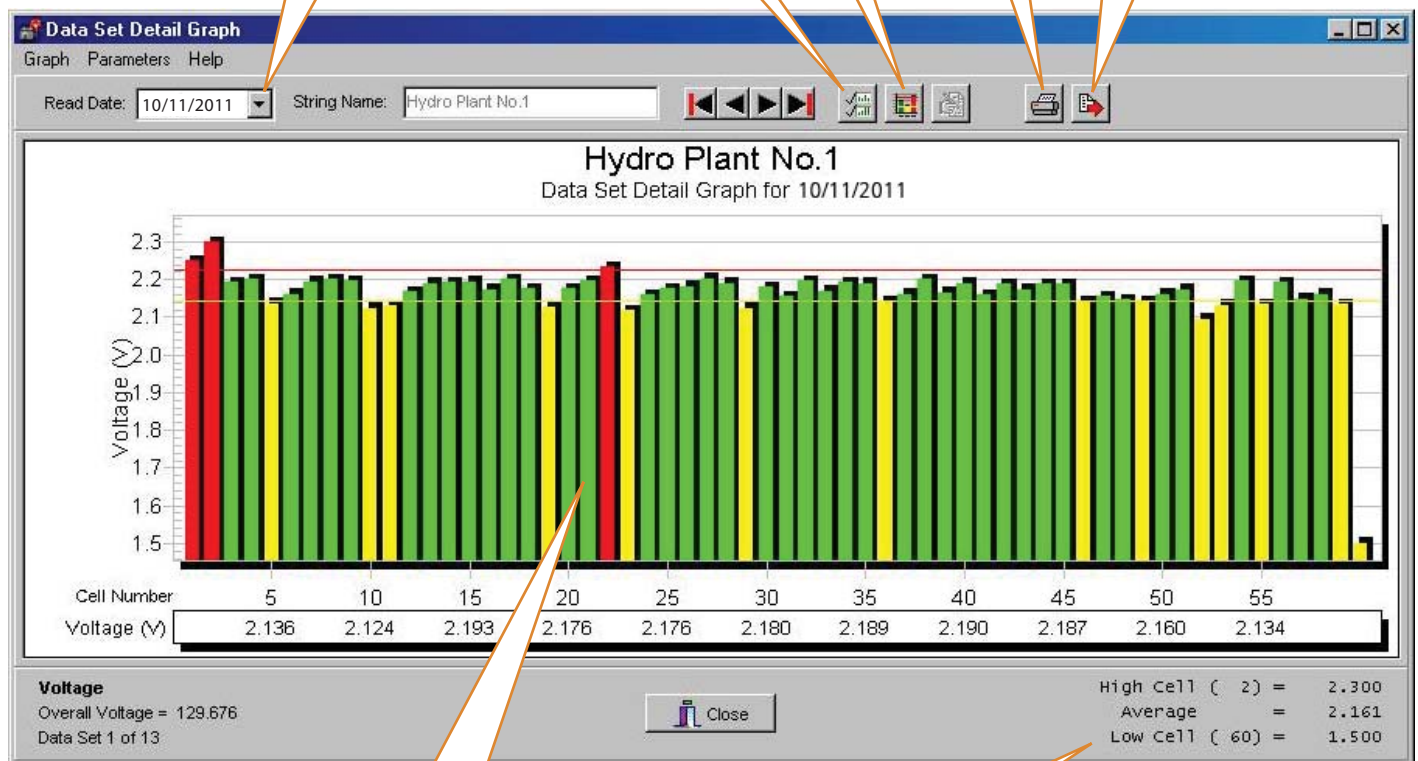 Data Set Detail Graph
Graph Parameters Help
Read Date: 10/11/2011 String Name: Hydro Plant No.1
Hydro Plant No.1
Data Set Detail Graph for 10/11/2011
Voltage (V)
2.3
2.2
2.1
2.0
1.9
1.8
1.7
1.6
1.5
Cell Number 5 10 15 20 25 30 35 40 45 50 55
Voltage (V) 2.136 2.124 2.193 2.176 2.176 2.180 2.189 2.190 2.187 2.160 2.134
Voltage
Overall Voltage = 129.676
Data Set 1 of 13
Close
High Cell ( 2) = 2.300
Average = 2.161
Low Cell ( 60) = 1.500